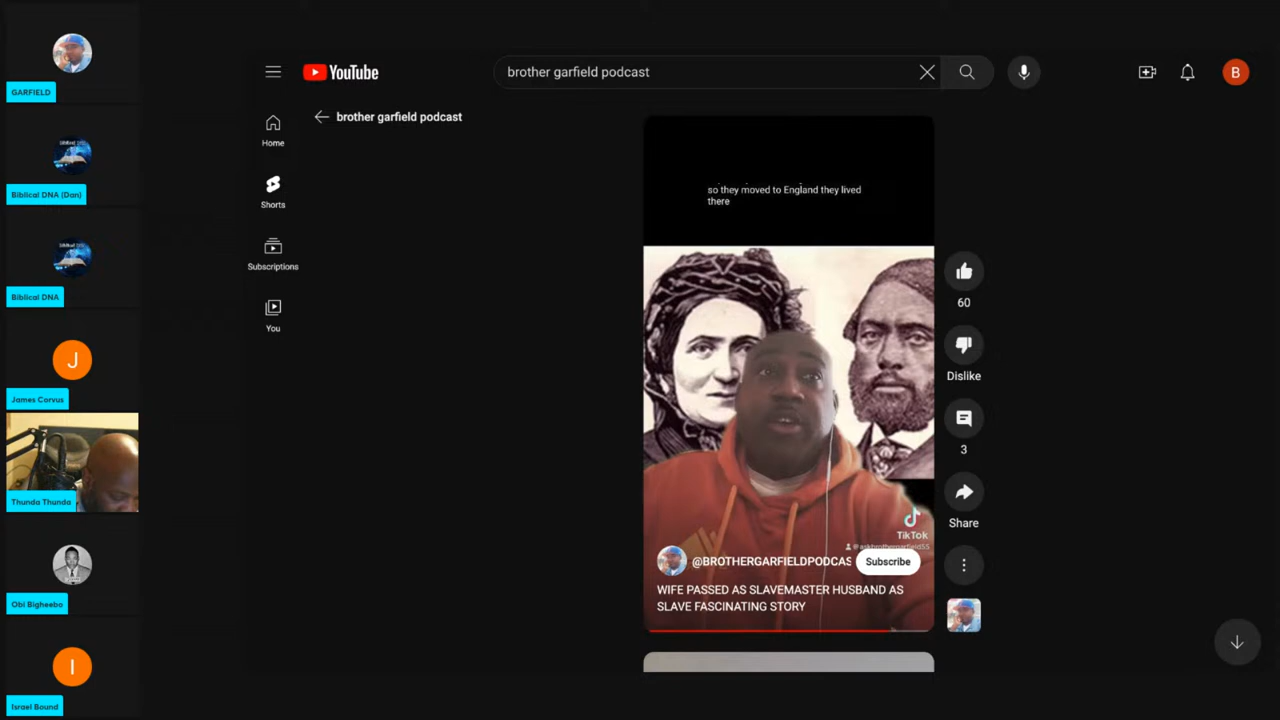 GARFIELD
Biblical DNA (Dan)
Biblical DNA
J
James Corvus
Thunda Thunda
Obi Bigheebo
I
Israel Bound
YouTube
brother garfield podcast
B
brother garfield podcast
Home
Shorts
Subscriptions
You
so they moved to England they lived
there
TikTok
@askbrothergarfield55
@BROTHERGARFIELDPODCAS
Subscribe
WIFE PASSED AS SLAVEMASTER HUSBAND AS
SLAVE FASCINATING STORY
60
Dislike
3
Share